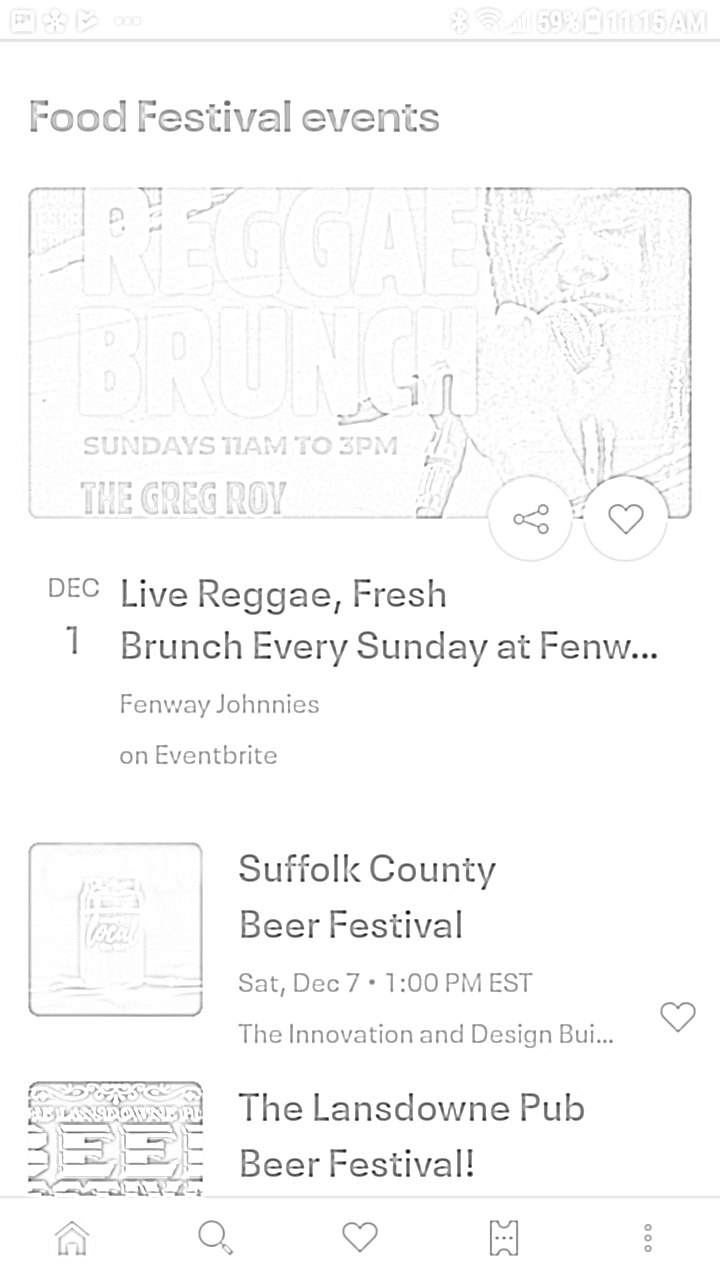 59% 11:15 AM
Food Festival events
REGGAE
BRUNCH
SUNDAYS 11AM TO 3PM
THE GREG ROY
DEC
1
Live Reggae, Fresh
Brunch Every Sunday at Fenw...
Fenway Johnnies
on Eventbrite
local
Suffolk County
Beer Festival
Sat, Dec 7 • 1:00 PM EST
The Innovation and Design Bui...
THE LANSDOWNE PU
The Lansdowne Pub
Beer Festival!